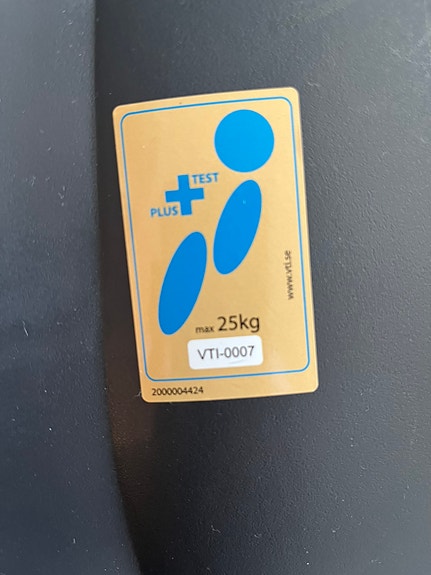 TEST
PLUS
www.vti.se
max 25kg
VTI-0007
2000004424